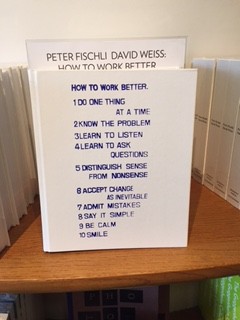 PETER FISCHLI DAVID WEISS:
HOW TO WORK BETTER
HOW TO WORK BETTER.
1 DO ONE THING
AT A TIME
2 KNOW THE PROBLEM
3 LEARN TO LISTEN
4 LEARN TO ASK
QUESTIONS
5 DISTINGUISH SENSE
FROM NONSENSE
6 ACCEPT CHANGE
AS INEVITABLE
7 ADMIT MISTAKES
8 SAY IT SIMPLE
9 BE CALM
10 SMILE